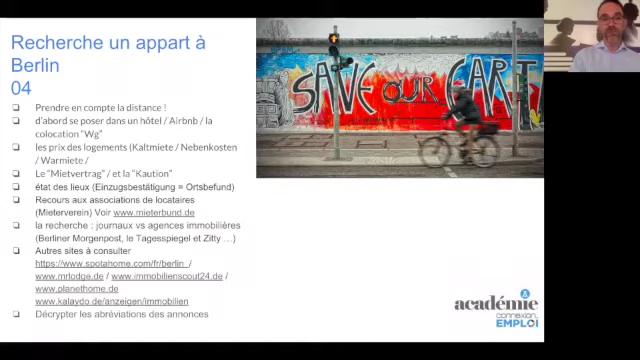 Recherche un appart à
Berlin
04
Prendre en compte la distance !
d'abord se poser dans un hôtel / Airbnb / la
colocation "Wg"
les prix des logements (Kaltmiete / Nebenkosten
/ Warmiete /
Le "Mietvertrag" / et la "Kaution"
état des lieux (Einzugsbestätigung = Ortsbefund)
Recours aux associations de locataires
(Mieterverein) Voir www.mieterbund.de
la recherche : journaux vs agences immobilières
(Berliner Morgenpost, le Tagesspiegel et Zitty …)
Autres sites à consulter
https://www.spotahome.com/fr/berlin /
www.mrlodge.de / www.immobilienscout24.de /
www.planethome.de
www.kalaydo.de/anzeigen/immobilien
Décrypter les abréviations des annonces
SAVE OUR EART
académie
connexion
EMPLOI